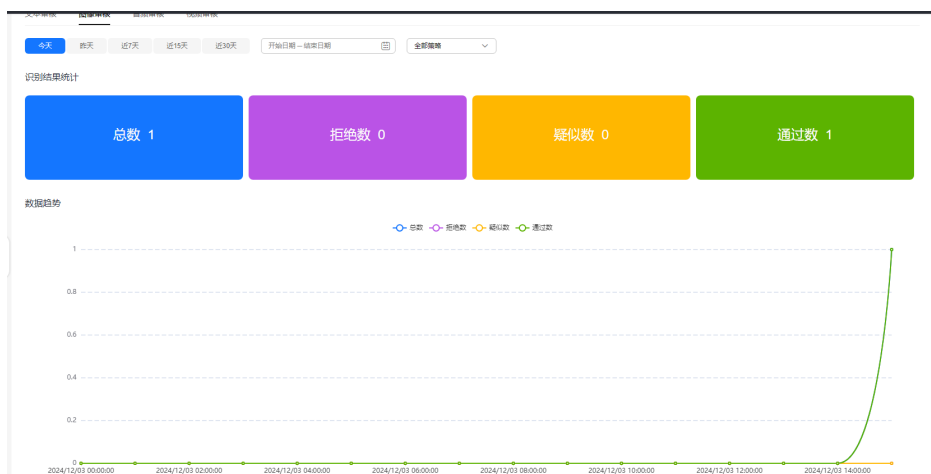 图像审核
今天 昨天 近7天 近15天 近30天 开始日期 – 结束日期 全部策略
识别结果统计
总数 1 拒绝数 0 疑似数 0 通过数 1
数据趋势
总数 拒绝数 疑似数 通过数
1
0.8
0.6
0.4
0.2
0
2024/12/03 00:00:00 2024/12/03 02:00:00 2024/12/03 04:00:00 2024/12/03 06:00:00 2024/12/03 08:00:00 2024/12/03 10:00:00 2024/12/03 12:00:00 2024/12/03 14:00:00